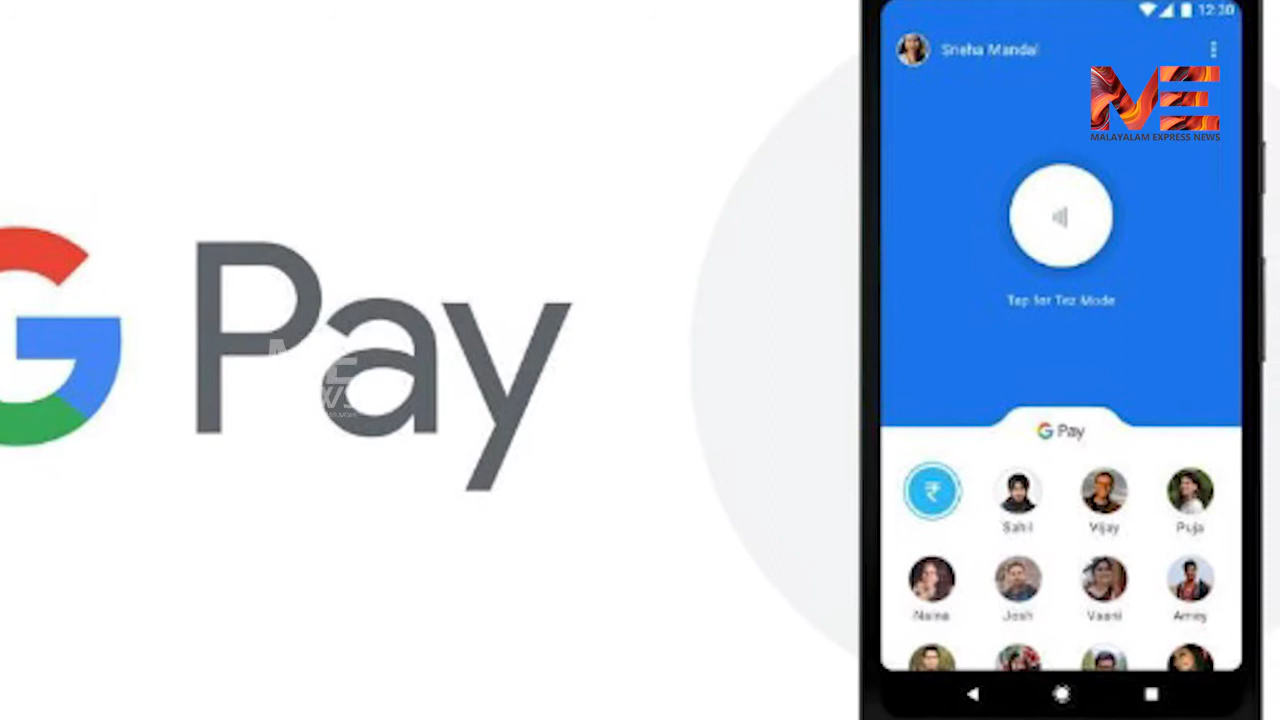 G Pay
12:30
Sneha Mandal
ME
MALAYALAM EXPRESS NEWS
Tap for Tez Mode
G Pay
₹
Sahil
Vijay
Puja
Naina
Josh
Vaani
Amey